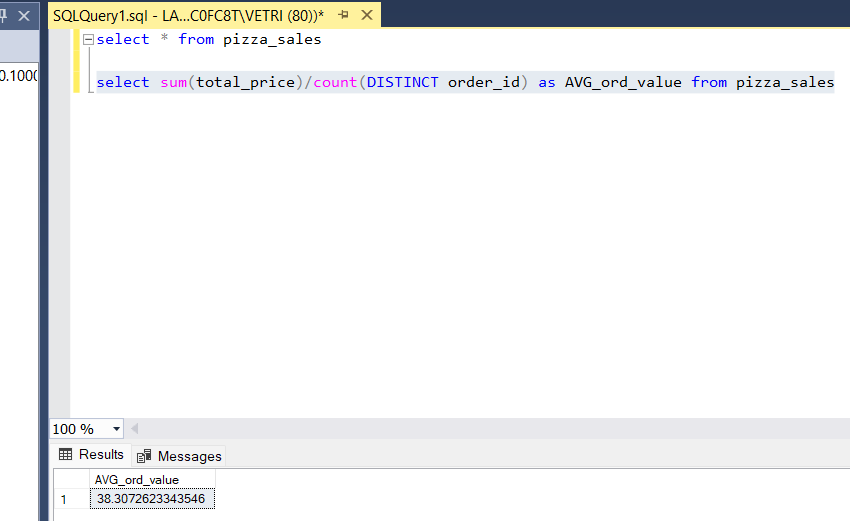 SQLQuery1.sql - LA...C0FC8T\VETRI (80))*
0.1000
select * from pizza_sales
select sum(total_price)/count(DISTINCT order_id) as AVG_ord_value from pizza_sales
100 %
Results Messages
AVG_ord_value
1 38.3072623343546